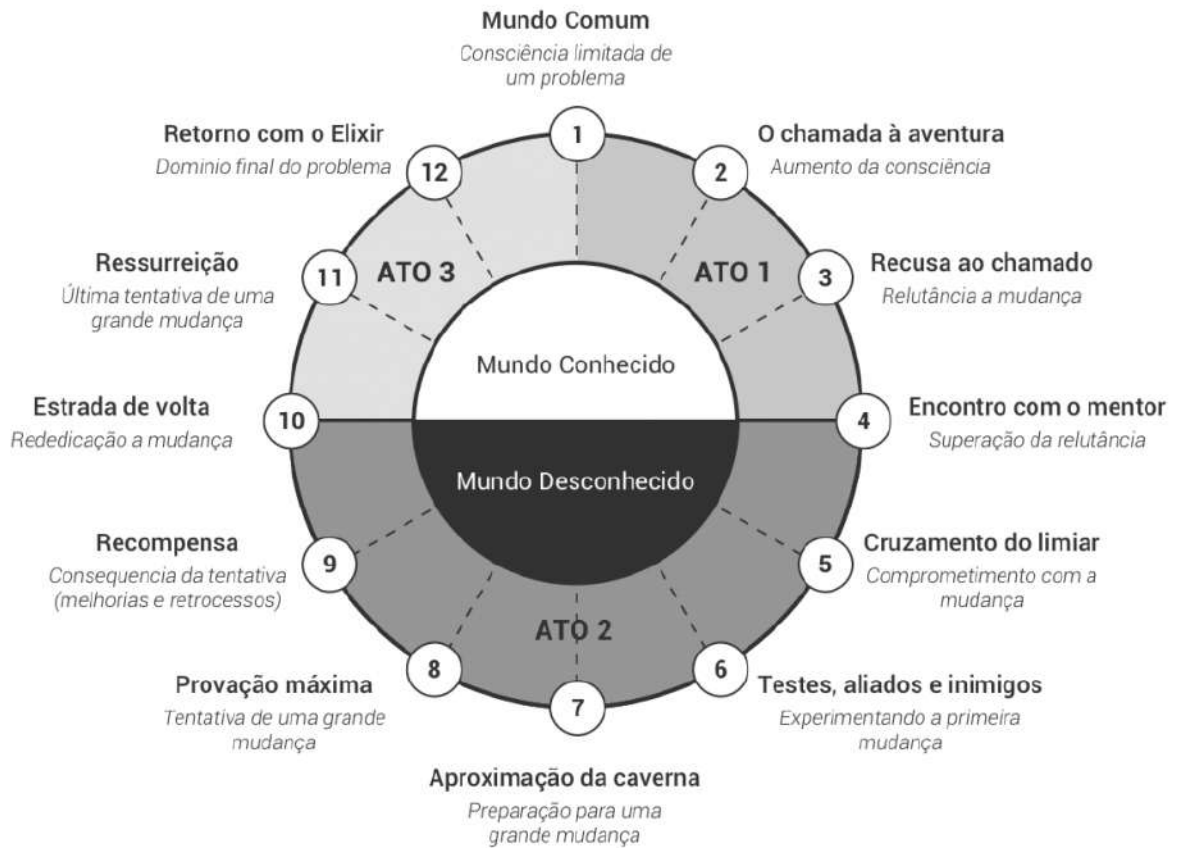 Mundo Comum
Consciência limitada de
um problema
1
O chamada à aventura
Aumento da consciência
2
Recusa ao chamado
Relutância a mudança
3
Encontro com o mentor
Superação da relutância
4
Cruzamento do limiar
Comprometimento com a
mudança
5
Testes, aliados e inimigos
Experimentando a primeira
mudança
6
Aproximação da caverna
Preparação para uma
grande mudança
7
Provação máxima
Tentativa de uma grande
mudança
8
Recompensa
Consequencia da tentativa
(melhorias e retrocessos)
9
Estrada de volta
Rededicação a mudança
10
Ressurreição
Última tentativa de uma
grande mudança
11
Retorno com o Elixir
Dominio final do problema
12
ATO 1
ATO 2
ATO 3
Mundo Conhecido
Mundo Desconhecido